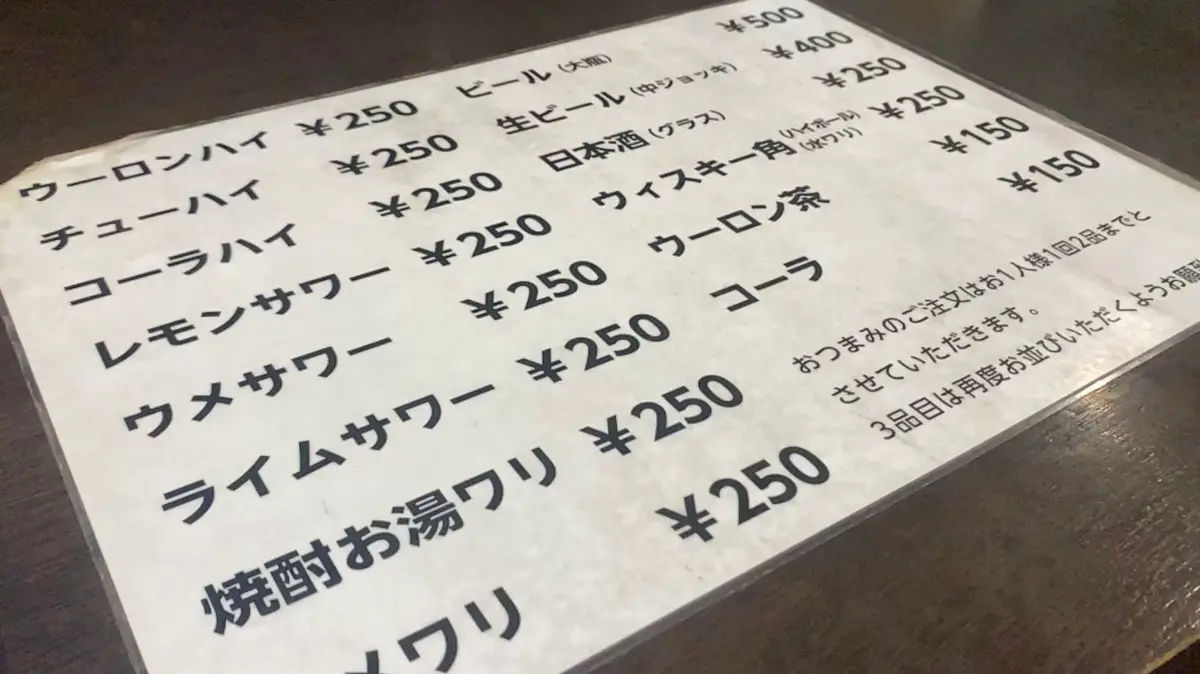 ウーロンハイ ¥250
チューハイ ¥250
コーラハイ ¥250
レモンサワー ¥250
ウメサワー ¥250
ライムサワー ¥250
焼酎お湯ワリ ¥250
メワリ ¥250
ビール(大瓶) ¥500
生ビール(中ジョッキ) ¥400
日本酒(グラス) ¥250
ウィスキー角(ハイボール)(水ワリ) ¥250
ウーロン茶 ¥150
コーラ ¥150
おつまみのご注文はお1人様1回2品までと
させていただきます。
3品目は再度お並びいただくようお願